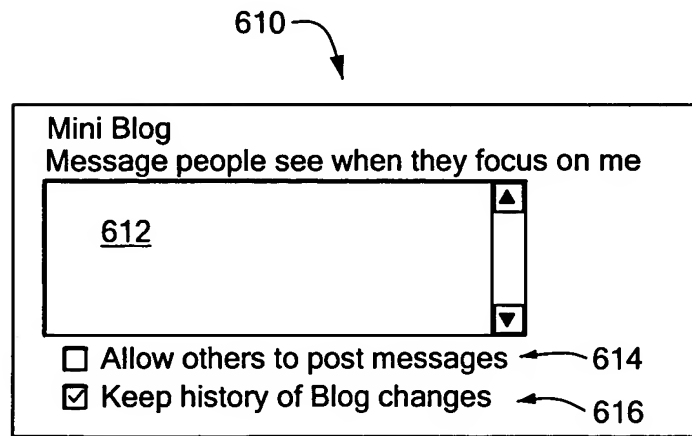 610
Mini Blog
Message people see when they focus on me
612
Allow others to post messages 614
Keep history of Blog changes 616